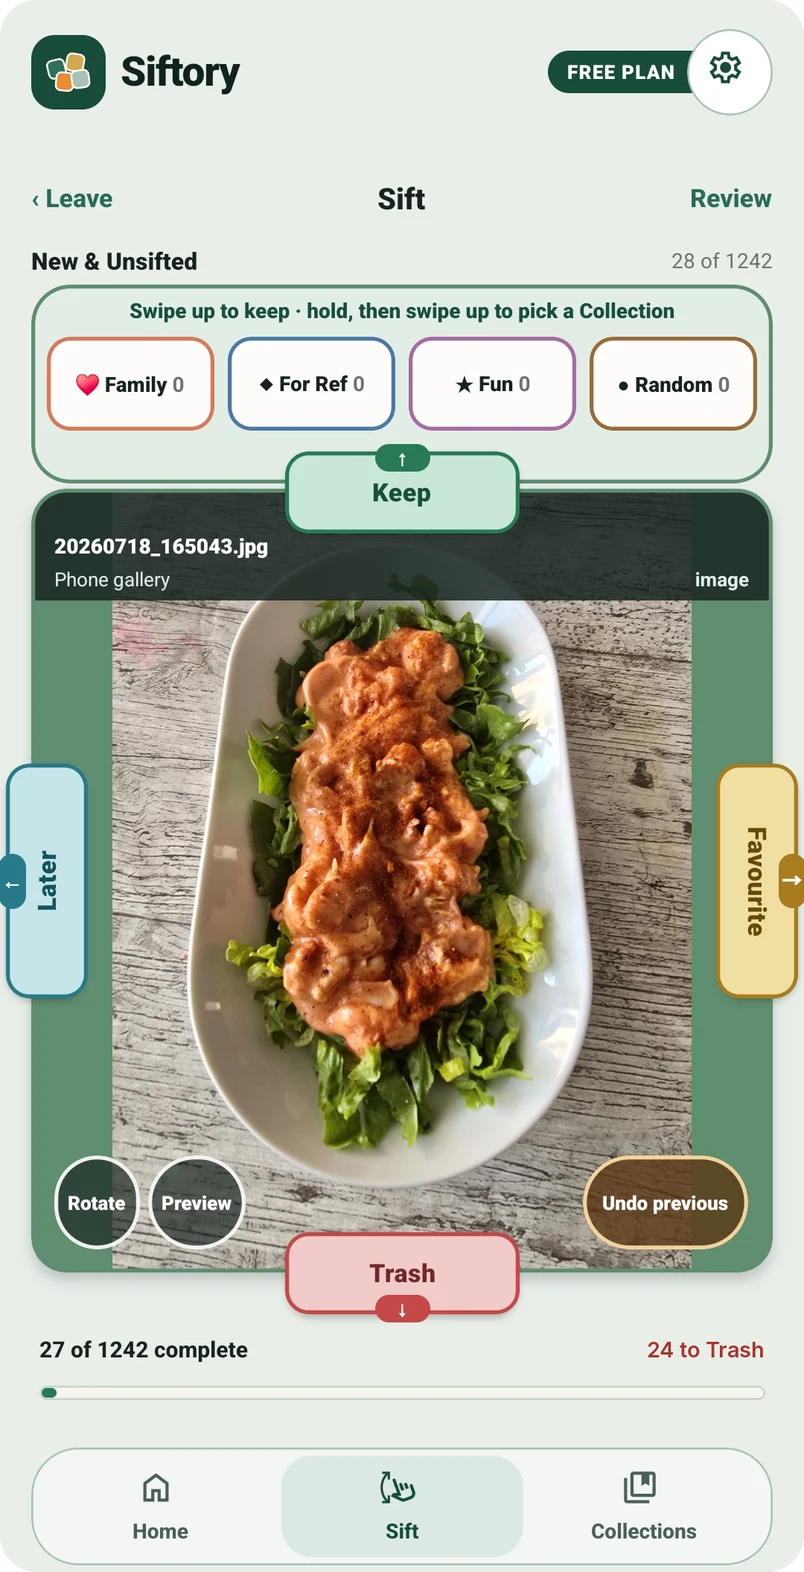 Siftory
FREE PLAN
‹ Leave
Sift
Review
New & Unsifted
28 of 1242
Swipe up to keep · hold, then swipe up to pick a Collection
❤️ Family 0
◆ For Ref 0
★ Fun 0
● Random 0
↑
Keep
20260718_165043.jpg
Phone gallery
image
← Later
Favourite →
Rotate
Preview
Undo previous
Trash
↓
27 of 1242 complete
24 to Trash
Home
Sift
Collections